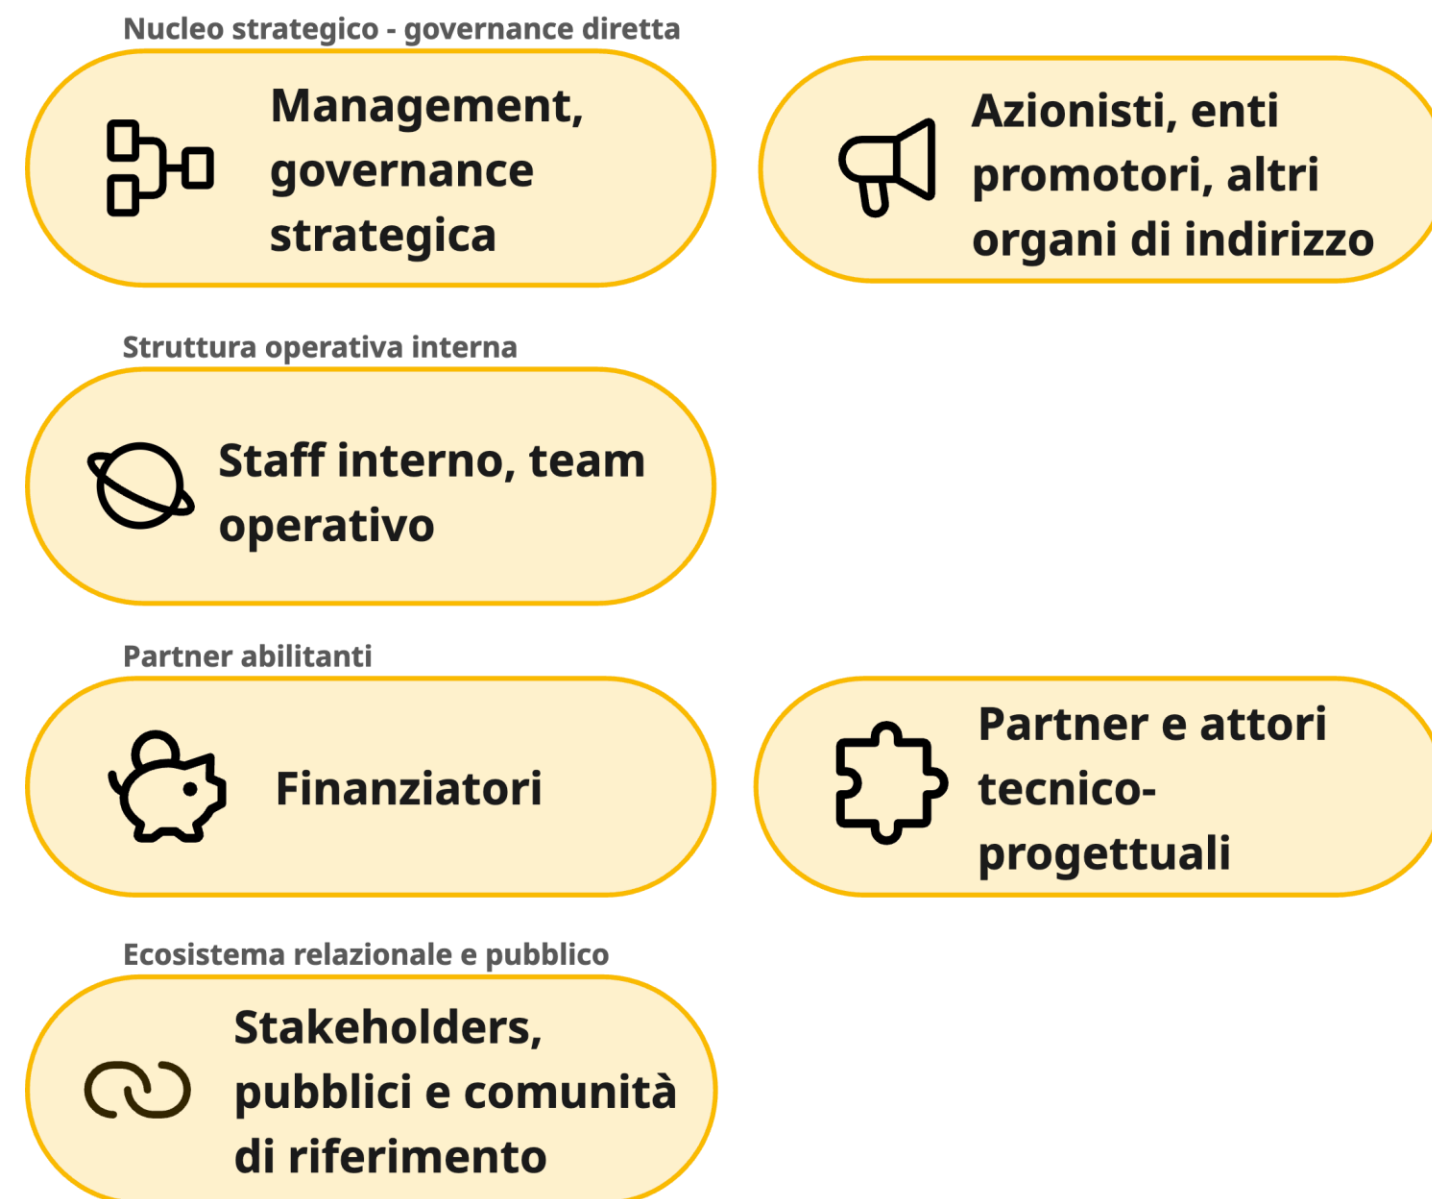 Nucleo strategico - governance diretta
Management,
governance
strategica
Azionisti, enti
promotori, altri
organi di indirizzo
Struttura operativa interna
Staff interno, team
operativo
Partner abilitanti
Finanziatori
Partner e attori
tecnico-
progettuali
Ecosistema relazionale e pubblico
Stakeholders,
pubblici e comunità
di riferimento